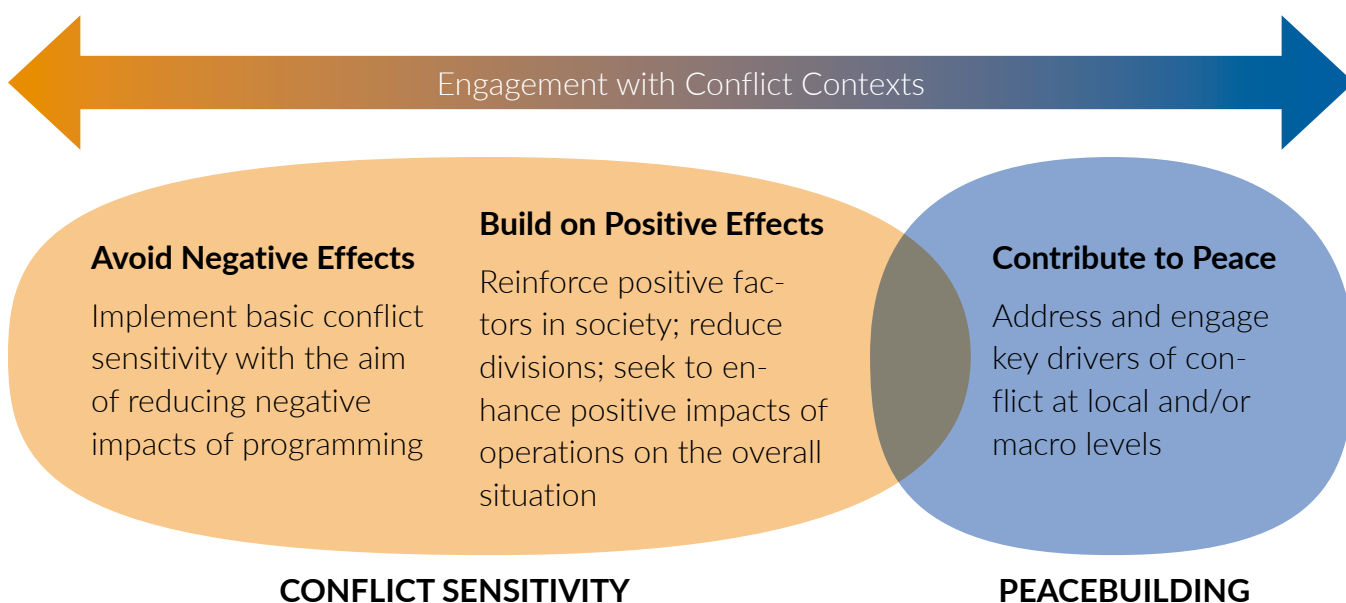 Engagement with Conflict Contexts
Avoid Negative Effects
Implement basic conflict
sensitivity with the aim
of reducing negative
impacts of programming
Build on Positive Effects
Reinforce positive fac-
tors in society; reduce
divisions; seek to en-
hance positive impacts of
operations on the overall
situation
Contribute to Peace
Address and engage
key drivers of con-
flict at local and/or
macro levels
CONFLICT SENSITIVITY
PEACEBUILDING